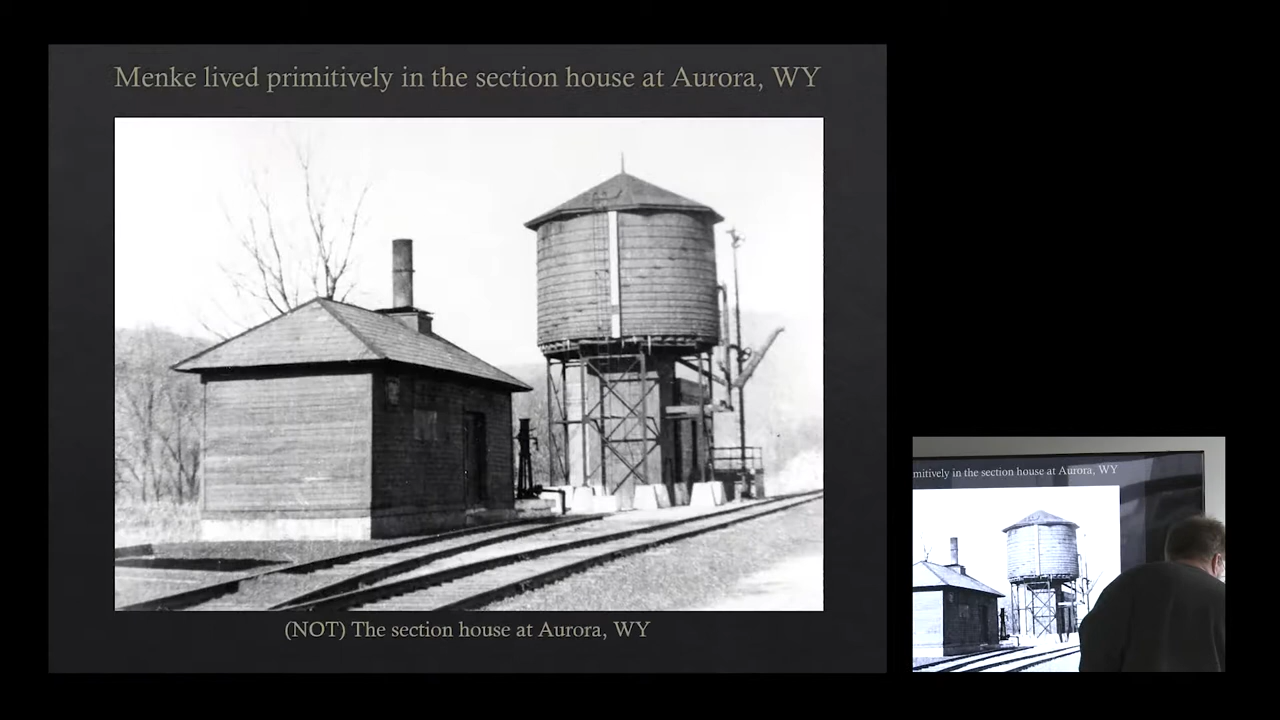 Menke lived primitively in the section house at Aurora, WY
(NOT) The section house at Aurora, WY
mitively in the section house at Aurora, WY